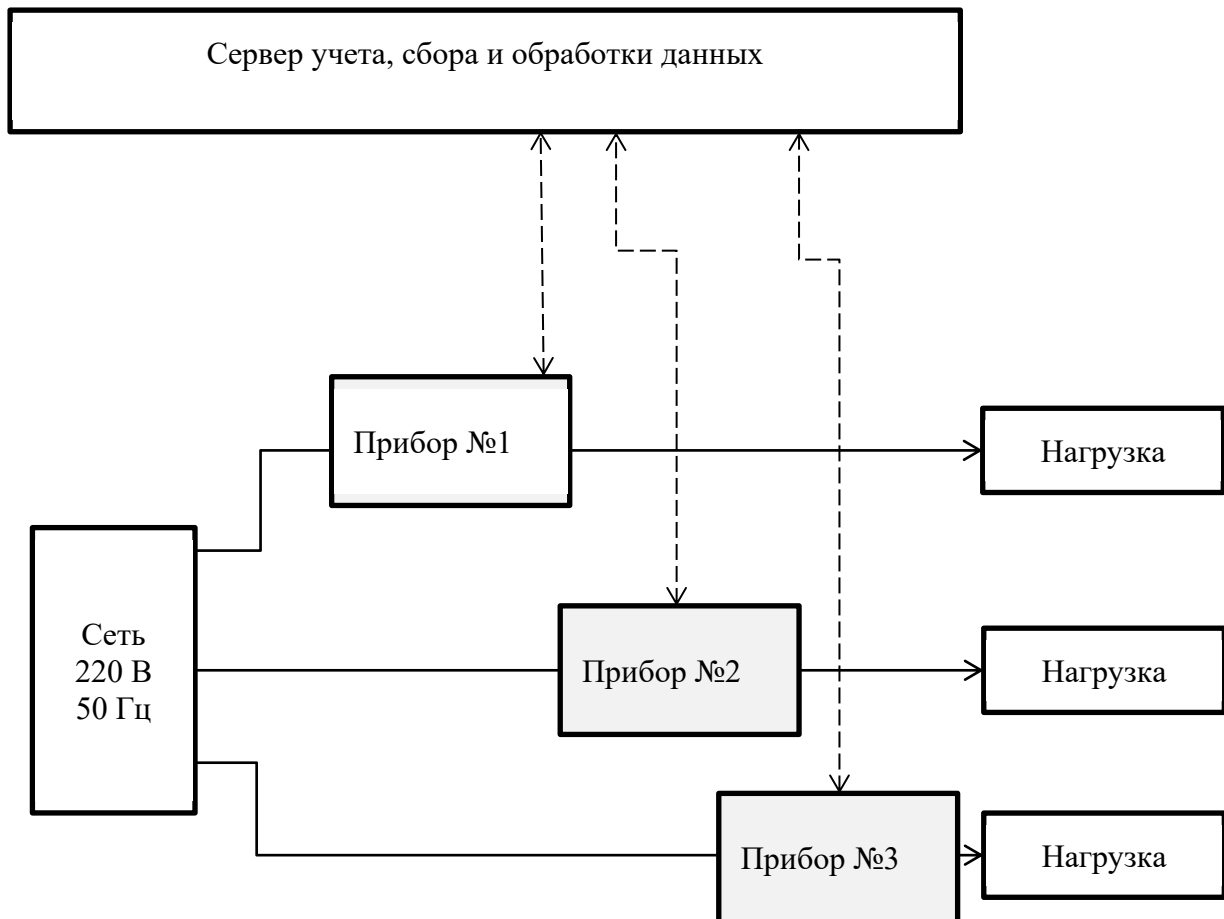 Сервер учета, сбора и обработки данных
Прибор №1
Нагрузка
Сеть
220 В
50 Гц
Прибор №2
Нагрузка
Прибор №3
Нагрузка